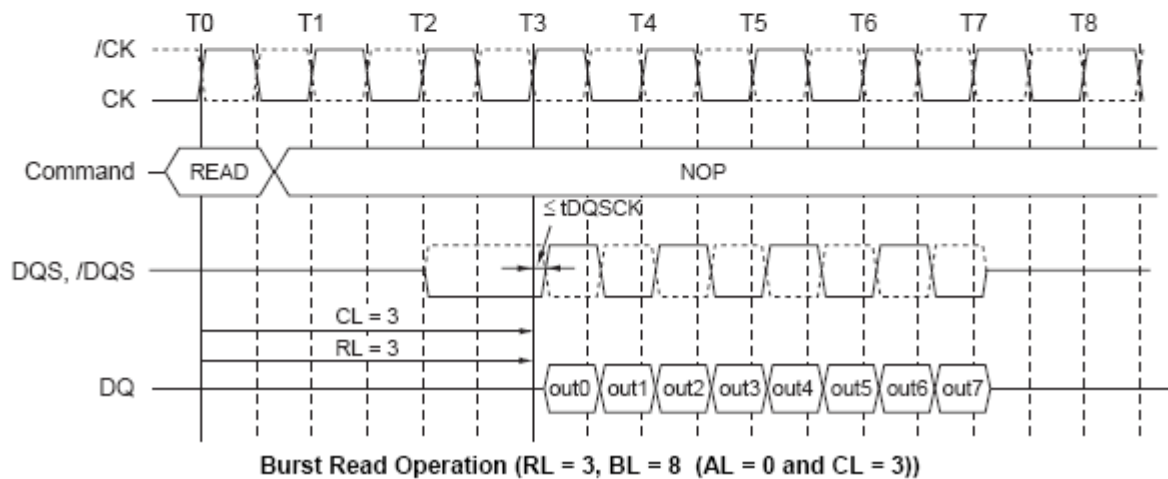 T0 T1 T2 T3 T4 T5 T6 T7 T8
/CK
CK
Command READ NOP
≤ tDQSCK
DQS, /DQS
CL = 3
RL = 3
DQ out0 out1 out2 out3 out4 out5 out6 out7
Burst Read Operation (RL = 3, BL = 8 (AL = 0 and CL = 3))